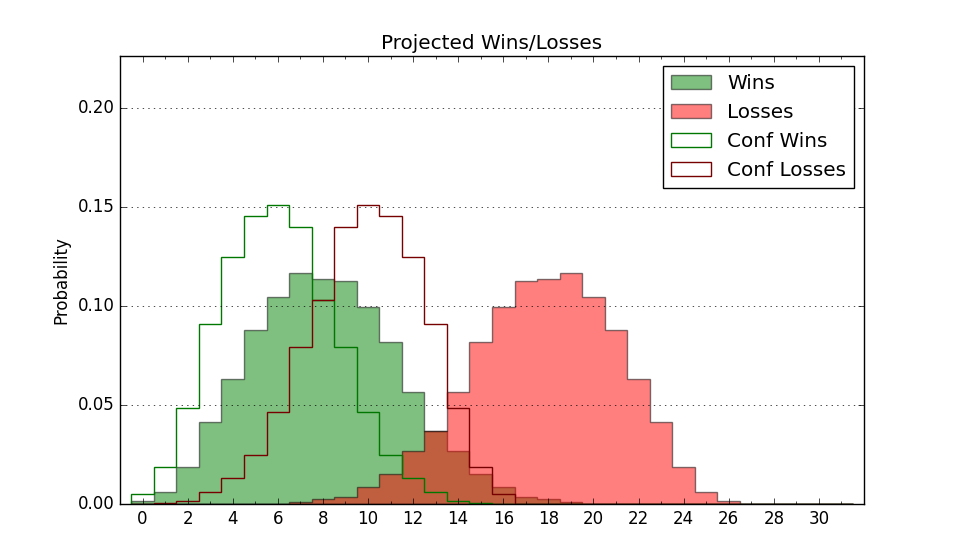 Projected Wins/Losses
Wins
Losses
Conf Wins
Conf Losses
Probability
0.20
0.15
0.10
0.05
0.00
0 2 4 6 8 10 12 14 16 18 20 22 24 26 28 30